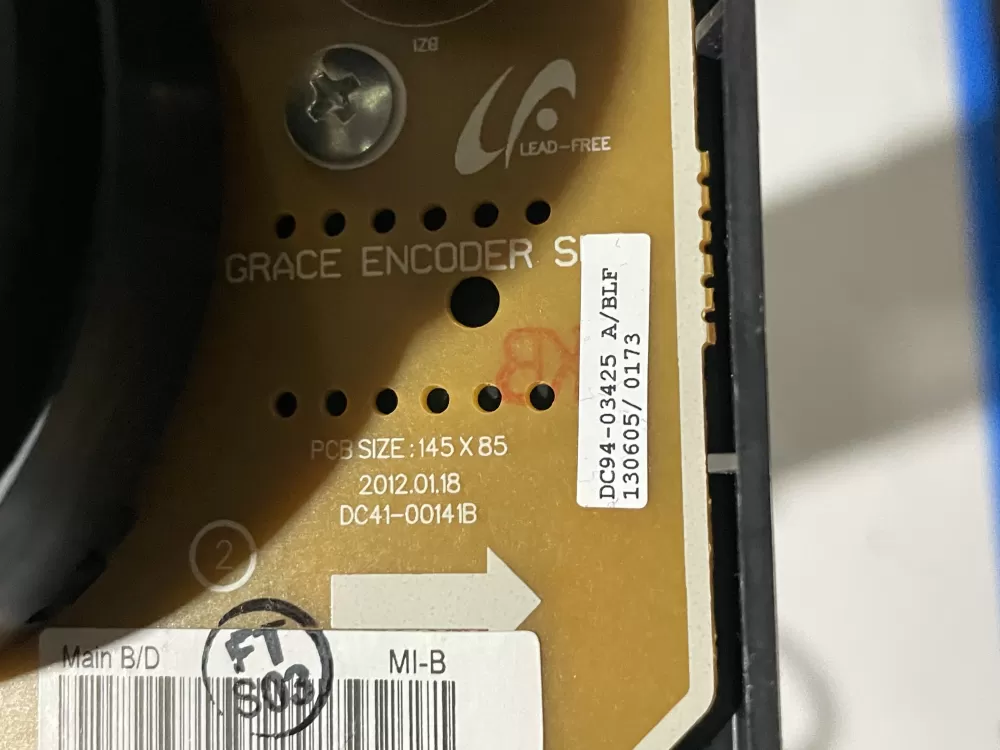 BZ1
LEAD-FREE
GRACE ENCODER
PCB SIZE : 145 X 85
2012.01.18
DC41-00141B
DC94-03425 A/BLF
130605/ 0173
2
Main B/D
MI-B
FT
S03